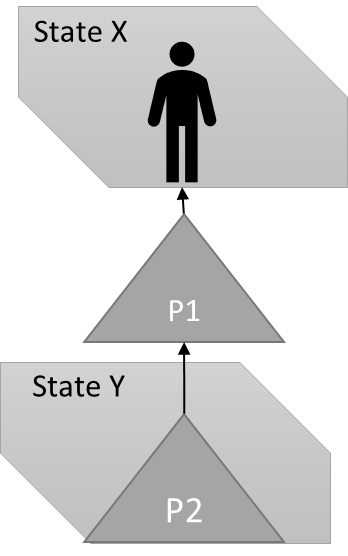 State X
P1
State Y
P2